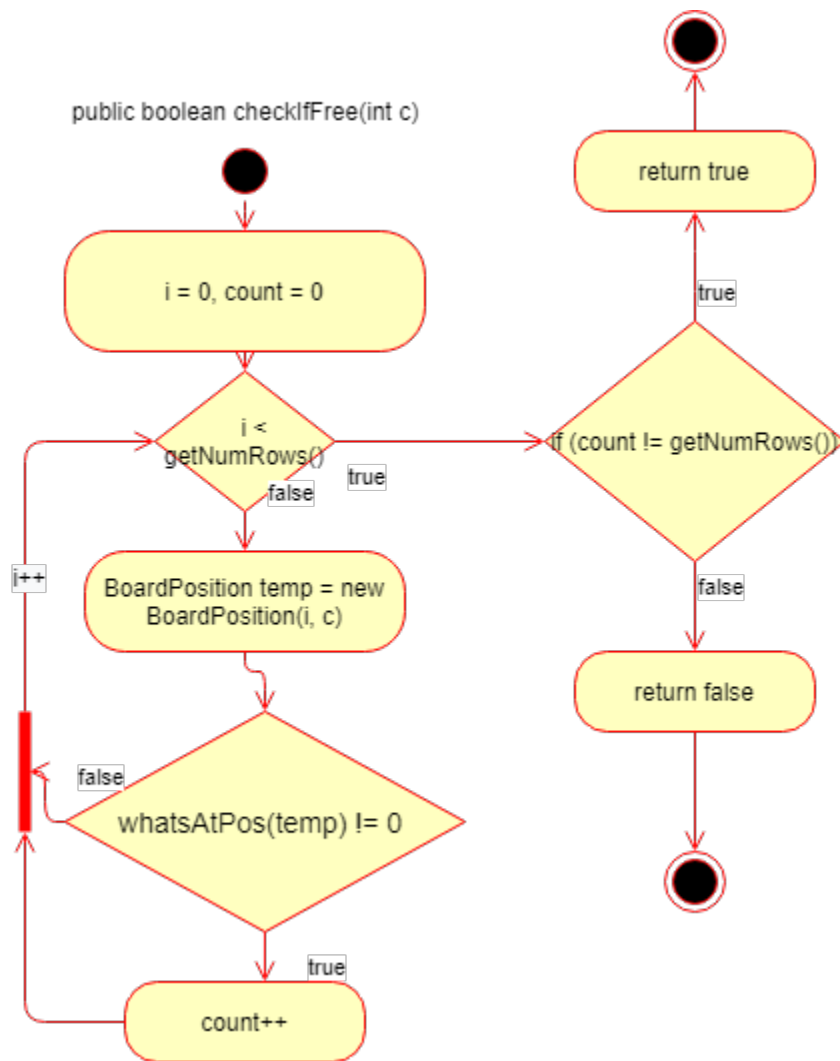 public boolean checkIfFree(int c)
i = 0, count = 0
i <
getNumRows()
true
false
BoardPosition temp = new
BoardPosition(i, c)
whatsAtPos(temp) != 0
false
true
count++
i++
if (count != getNumRows())
true
return true
false
return false